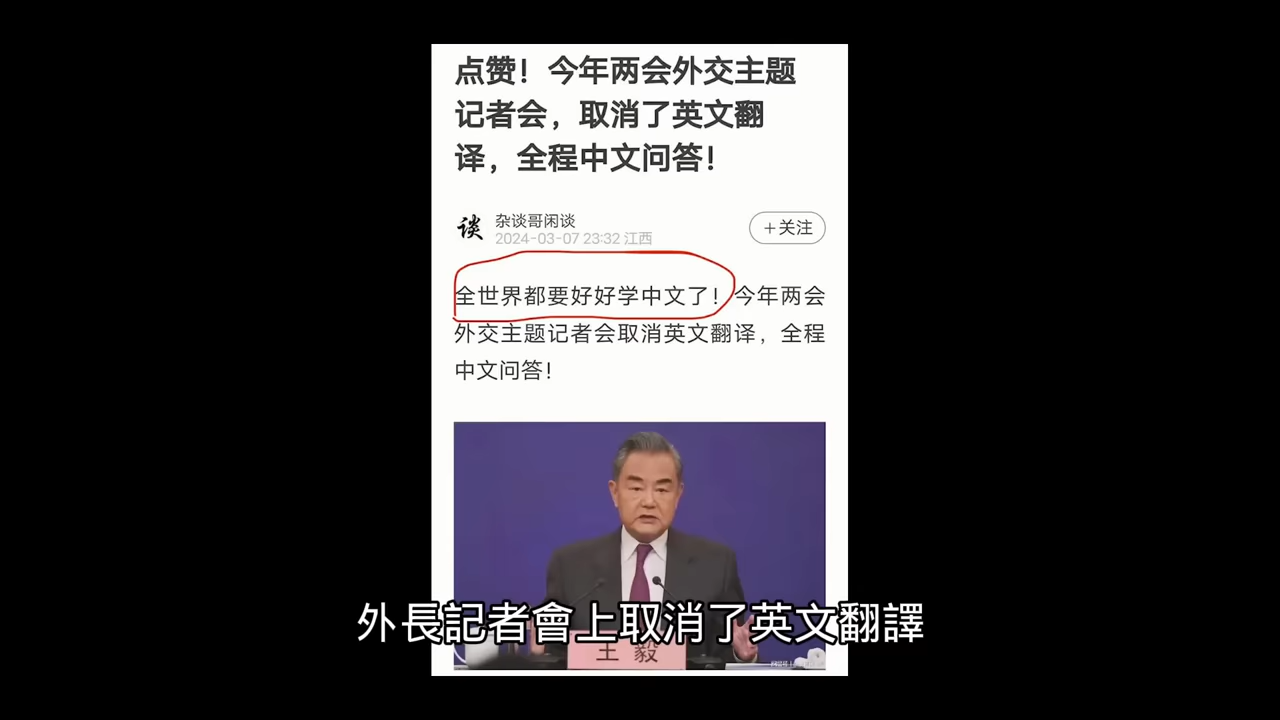 点赞！今年两会外交主题
记者会，取消了英文翻
译，全程中文问答！
谈
杂谈哥闲谈
2024-03-07 23:32 江西
＋关注
全世界都要好好学中文了！今年两会
外交主题记者会取消英文翻译，全程
中文问答！
外長記者會上取消了英文翻譯
王毅